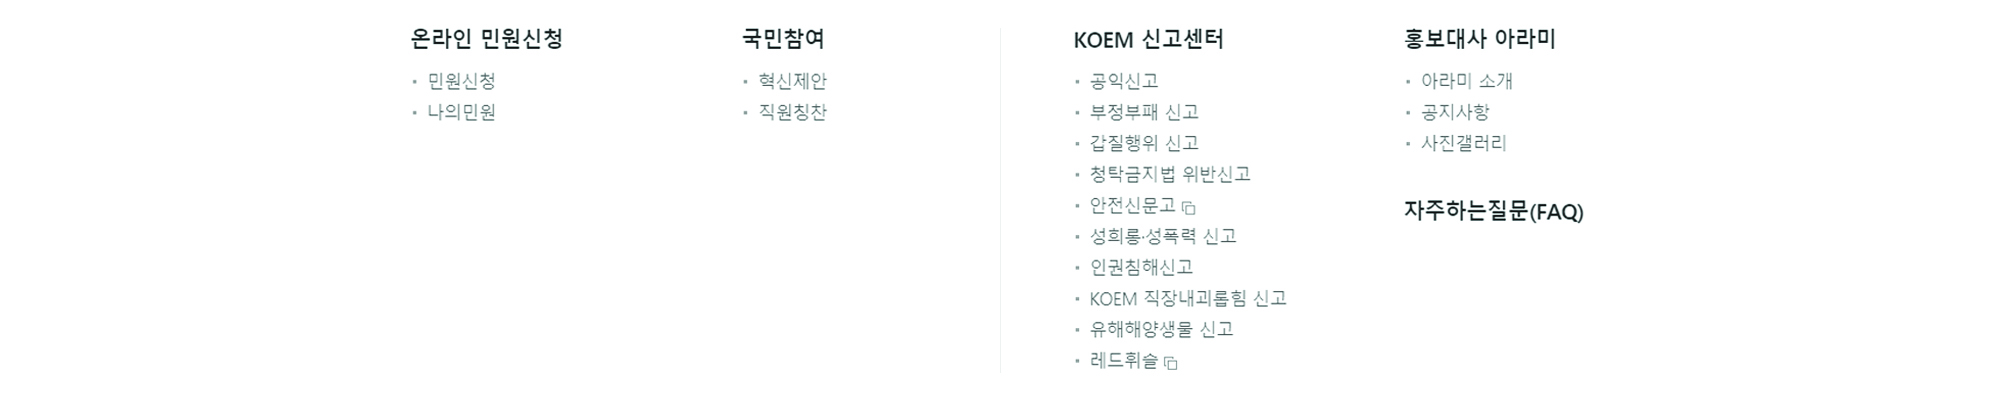 온라인 민원신청
· 민원신청
· 나의민원
국민참여
· 혁신제안
· 직원칭찬
KOEM 신고센터
· 공익신고
· 부정부패 신고
· 갑질행위 신고
· 청탁금지법 위반신고
· 안전신문고
· 성희롱·성폭력 신고
· 인권침해신고
· KOEM 직장내괴롭힘 신고
· 유해해양생물 신고
· 레드휘슬
홍보대사 아라미
· 아라미 소개
· 공지사항
· 사진갤러리
자주하는질문(FAQ)